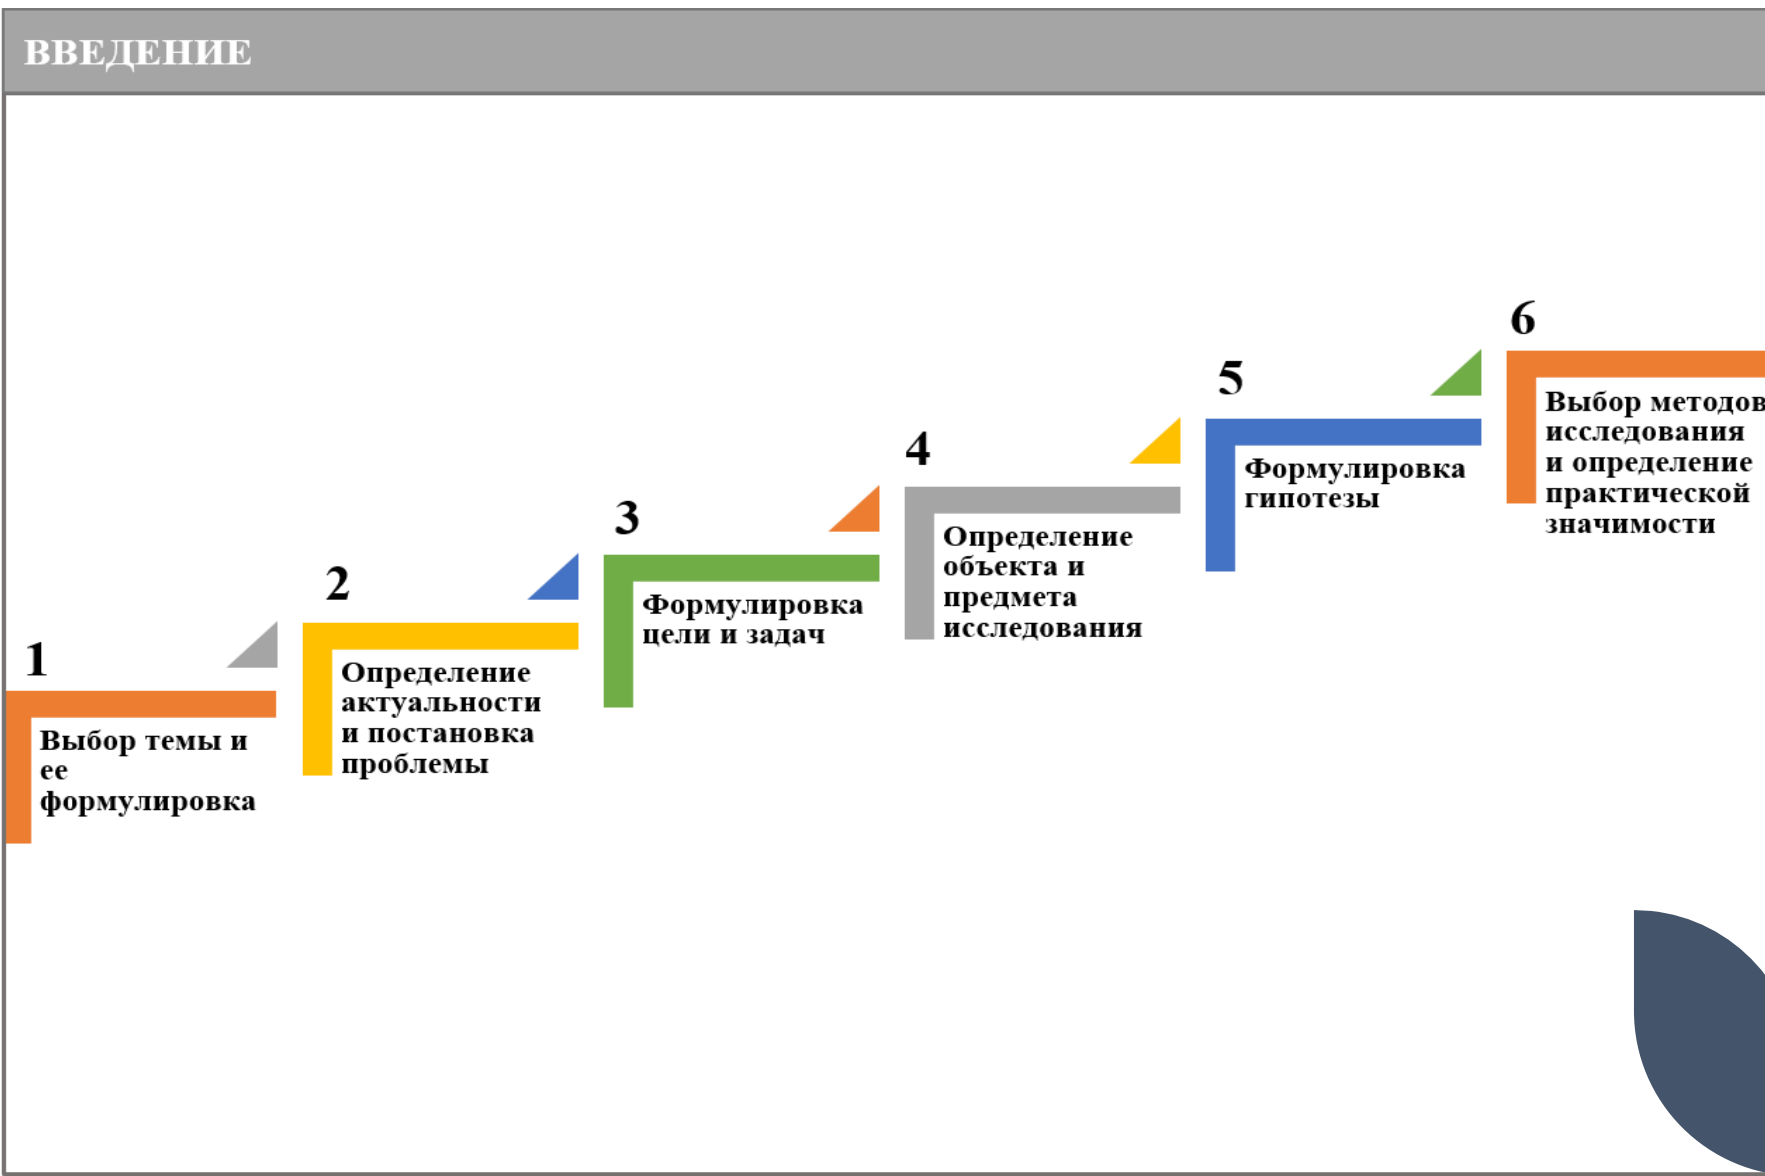 ВВЕДЕНИЕ
1
Выбор темы и
ее
формулировка
2
Определение
актуальности
и постановка
проблемы
3
Формулировка
цели и задач
4
Определение
объекта и
предмета
исследования
5
Формулировка
гипотезы
6
Выбор методов
исследования
и определение
практической
значимости